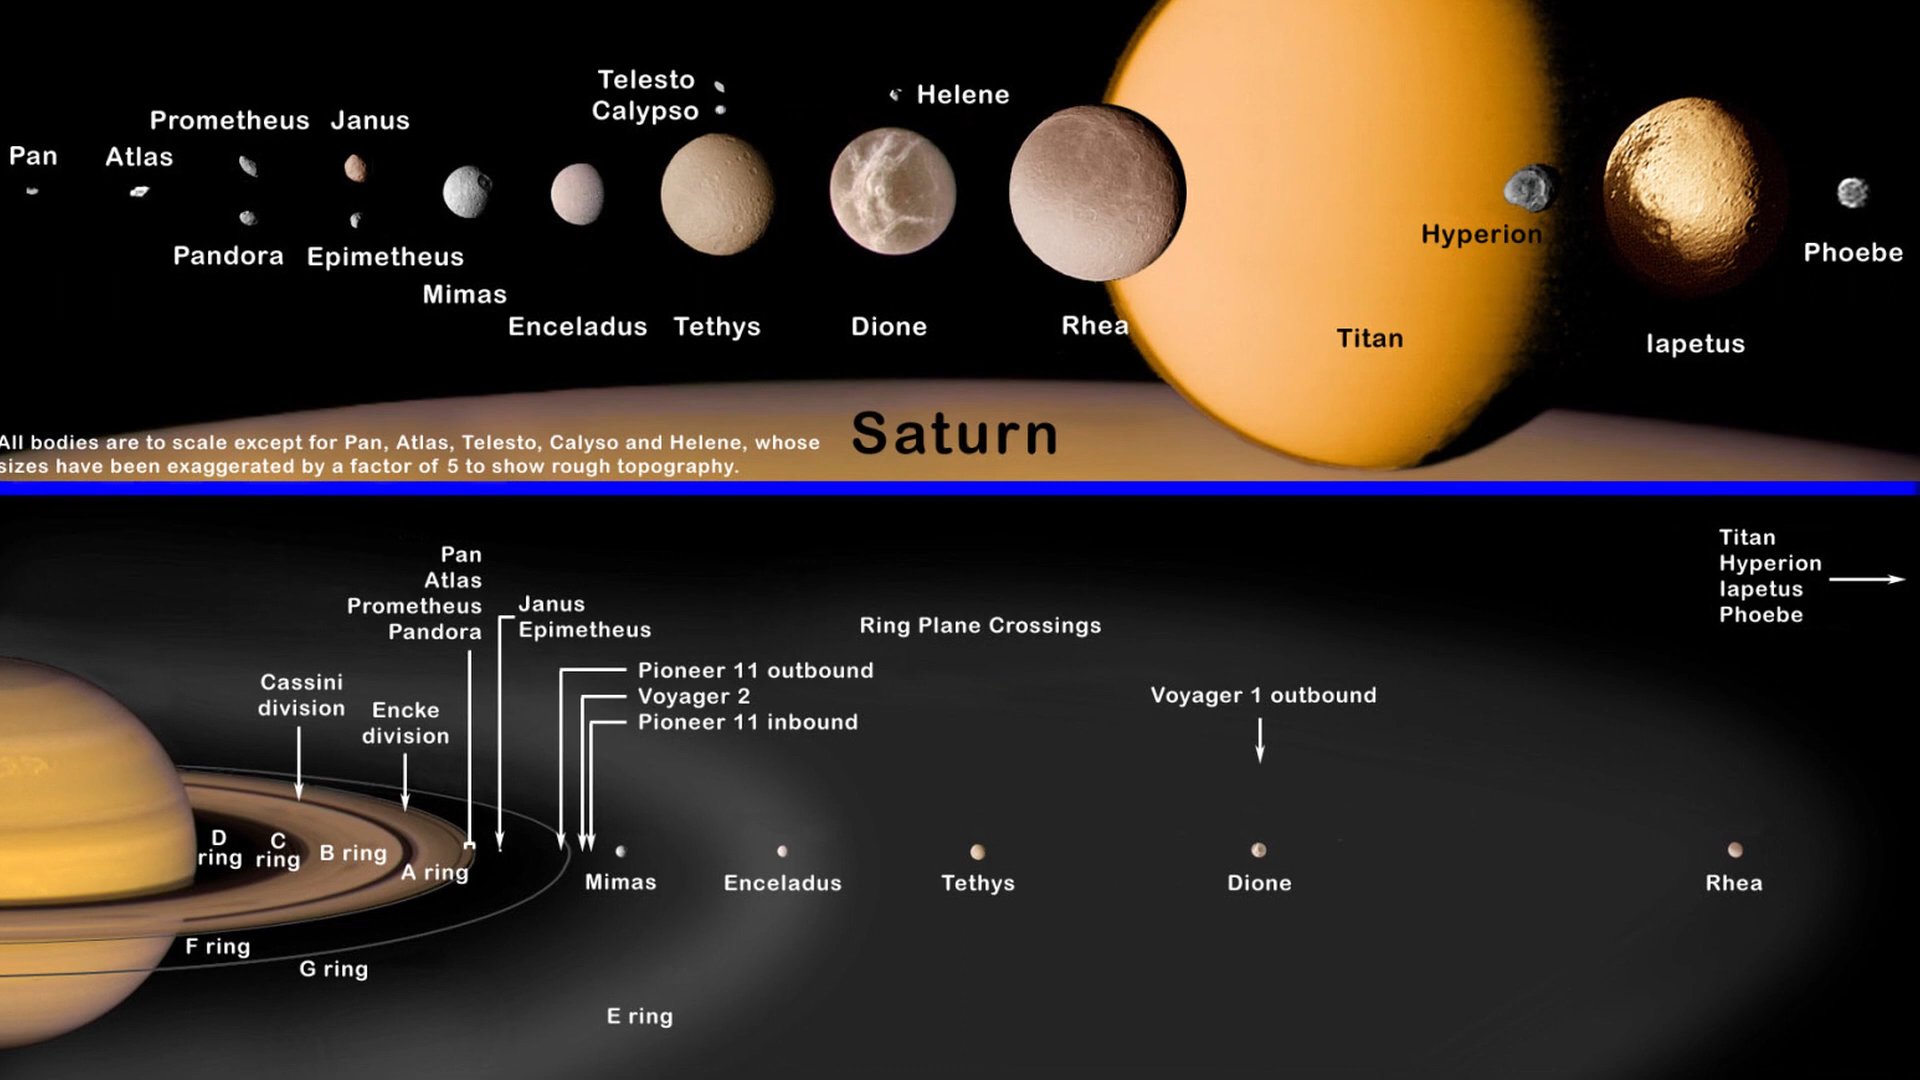 Telesto
Calypso
Helene
Prometheus
Janus
Pan
Atlas
Hyperion
Phoebe
Pandora
Epimetheus
Mimas
Enceladus
Tethys
Dione
Rhea
Titan
Iapetus
Saturn
All bodies are to scale except for Pan, Atlas, Telesto, Calyso and Helene, whose
sizes have been exaggerated by a factor of 5 to show rough topography.
Titan
Hyperion
Iapetus
Phoebe
Pan
Atlas
Prometheus
Pandora
Janus
Epimetheus
Ring Plane Crossings
Pioneer 11 outbound
Voyager 2
Pioneer 11 inbound
Voyager 1 outbound
Cassini
division
Encke
division
D
ring
C
ring
B ring
A ring
Mimas
Enceladus
Tethys
Dione
Rhea
F ring
G ring
E ring